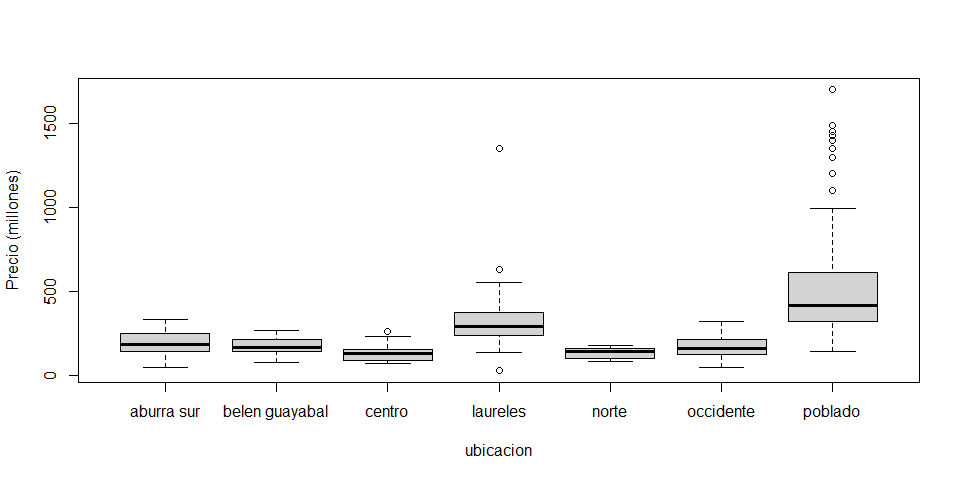 Precio (millones)
1500
1000
500
0
aburra sur
belen guayabal
centro
laureles
norte
occidente
poblado
ubicacion